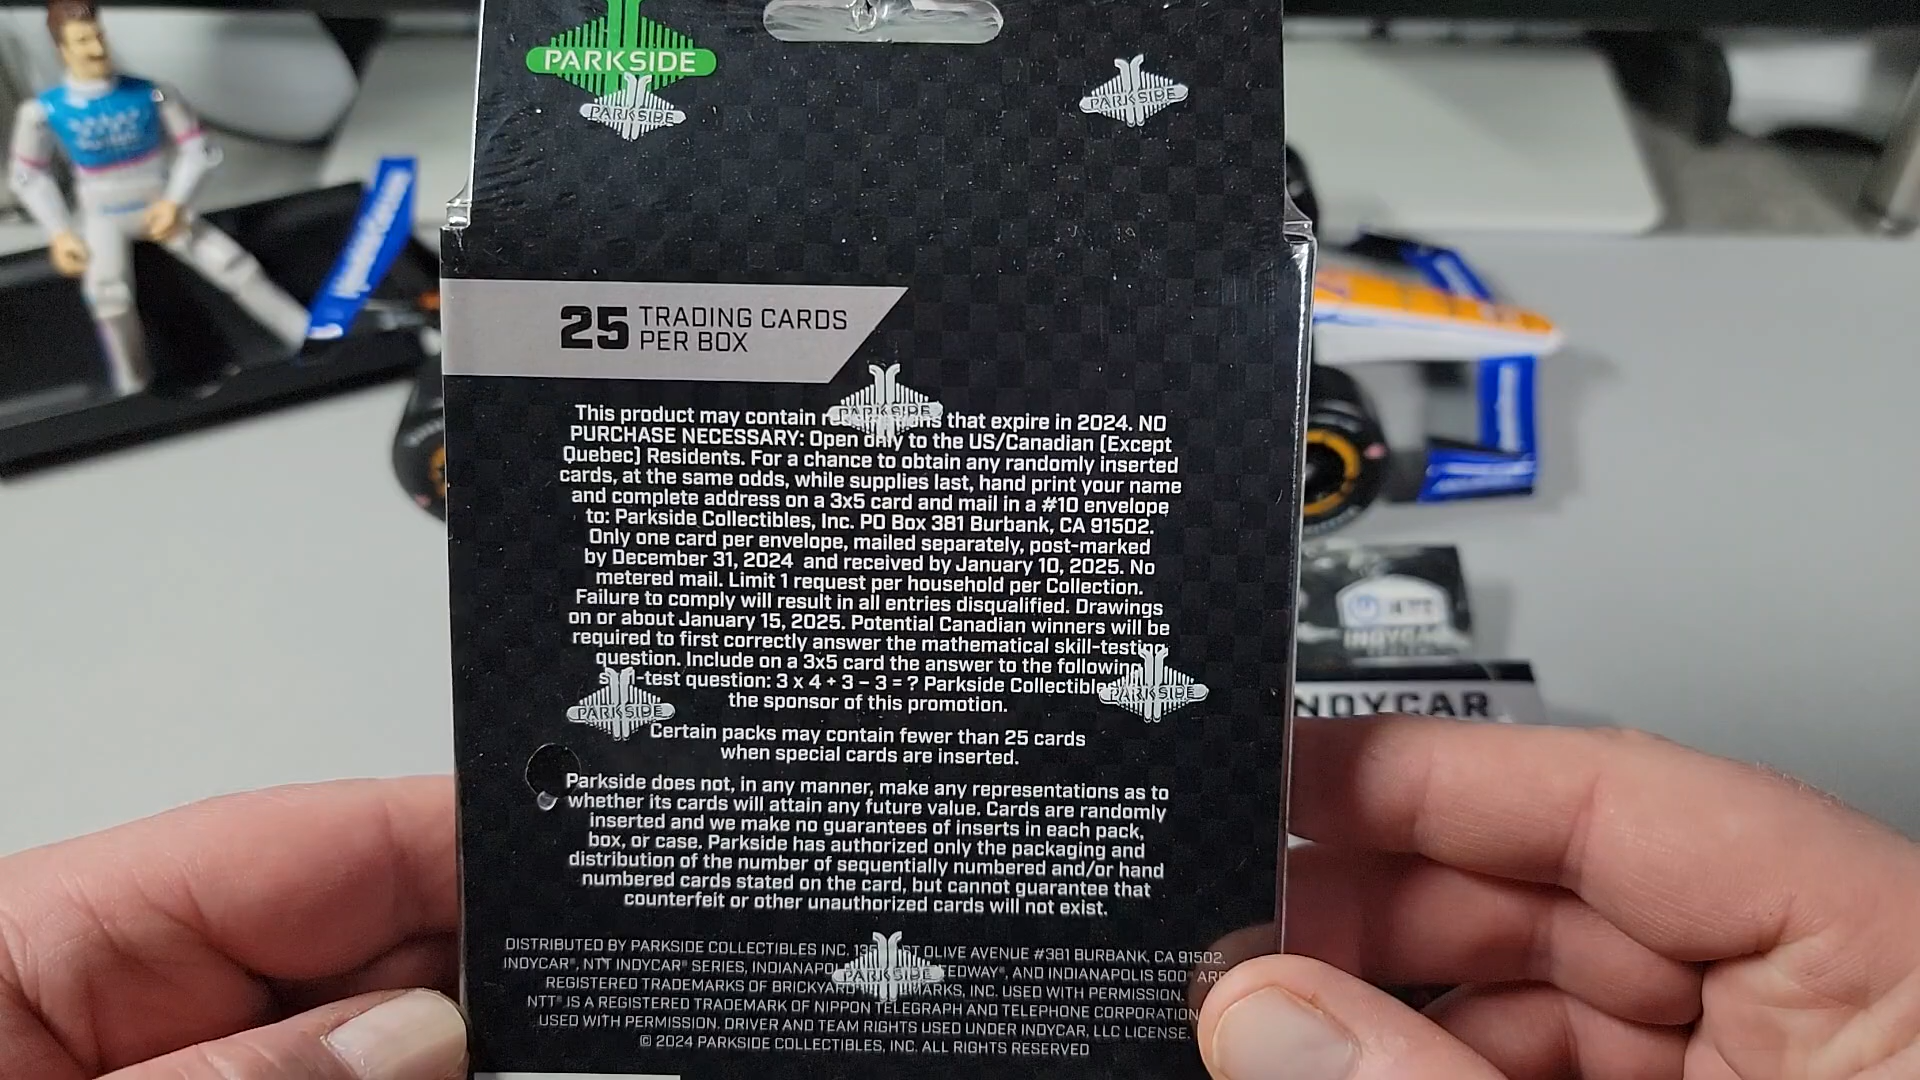 PARKSIDE
PARKSIDE
PARKSIDE
25 TRADING CARDS
PER BOX
PARKSIDE
This product may contain that expire in 2024. NO
PURCHASE NECESSARY: Open only to the US/Canadian (Except
Quebec) Residents. For a chance to obtain any randomly inserted
cards, at the same odds, while supplies last, hand print your name
and complete address on a 3x5 card and mail in a #10 envelope
to: Parkside Collectibles, Inc. PO Box 381 Burbank, CA 91502.
Only one card per envelope, mailed separately, post-marked
by December 31, 2024 and received by January 10, 2025. No
metered mail. Limit 1 request per household per Collection.
Failure to comply will result in all entries disqualified. Drawings
on or about January 15, 2025. Potential Canadian winners will be
required to first correctly answer the mathematical skill-testing
question. Include on a 3x5 card the answer to the following
-test question: 3 x 4 + 3 – 3 = ? Parkside Collectibles
the sponsor of this promotion.
PARKSIDE
PARKSIDE
Certain packs may contain fewer than 25 cards
when special cards are inserted.
Parkside does not, in any manner, make any representations as to
whether its cards will attain any future value. Cards are randomly
inserted and we make no guarantees of inserts in each pack,
box, or case. Parkside has authorized only the packaging and
distribution of the number of sequentially numbered and/or hand
numbered cards stated on the card, but cannot guarantee that
counterfeit or other unauthorized cards will not exist.
DISTRIBUTED BY PARKSIDE COLLECTIBLES INC. OLIVE AVENUE #381 BURBANK, CA 91502.
INDYCAR®, NTT INDYCAR® SERIES, AND INDIANAPOLIS 500® ARE
REGISTERED TRADEMARKS OF BRICKYARD INC. USED WITH PERMISSION.
NTT® IS A REGISTERED TRADEMARK OF NIPPON TELEGRAPH AND TELEPHONE CORPORATION
USED WITH PERMISSION. DRIVER AND TEAM RIGHTS USED UNDER INDYCAR, LLC LICENSE.
© 2024 PARKSIDE COLLECTIBLES, INC. ALL RIGHTS RESERVED
PARKSIDE
NTT
INDYCAR
INDYCAR